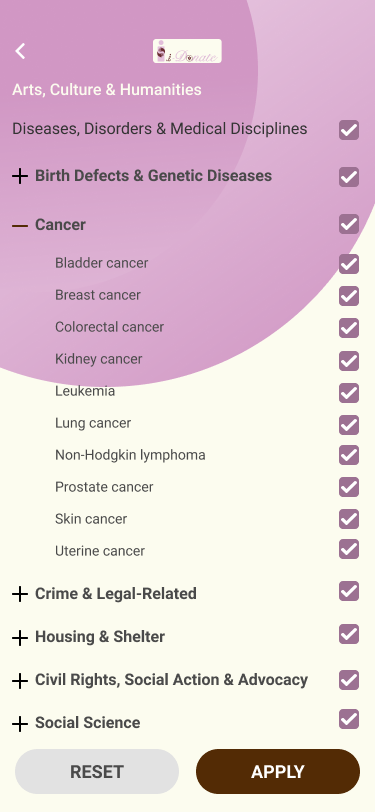 i Donate
Arts, Culture & Humanities
Diseases, Disorders & Medical Disciplines
Birth Defects & Genetic Diseases
Cancer
Bladder cancer
Breast cancer
Colorectal cancer
Kidney cancer
Leukemia
Lung cancer
Non-Hodgkin lymphoma
Prostate cancer
Skin cancer
Uterine cancer
Crime & Legal-Related
Housing & Shelter
Civil Rights, Social Action & Advocacy
Social Science
RESET APPLY